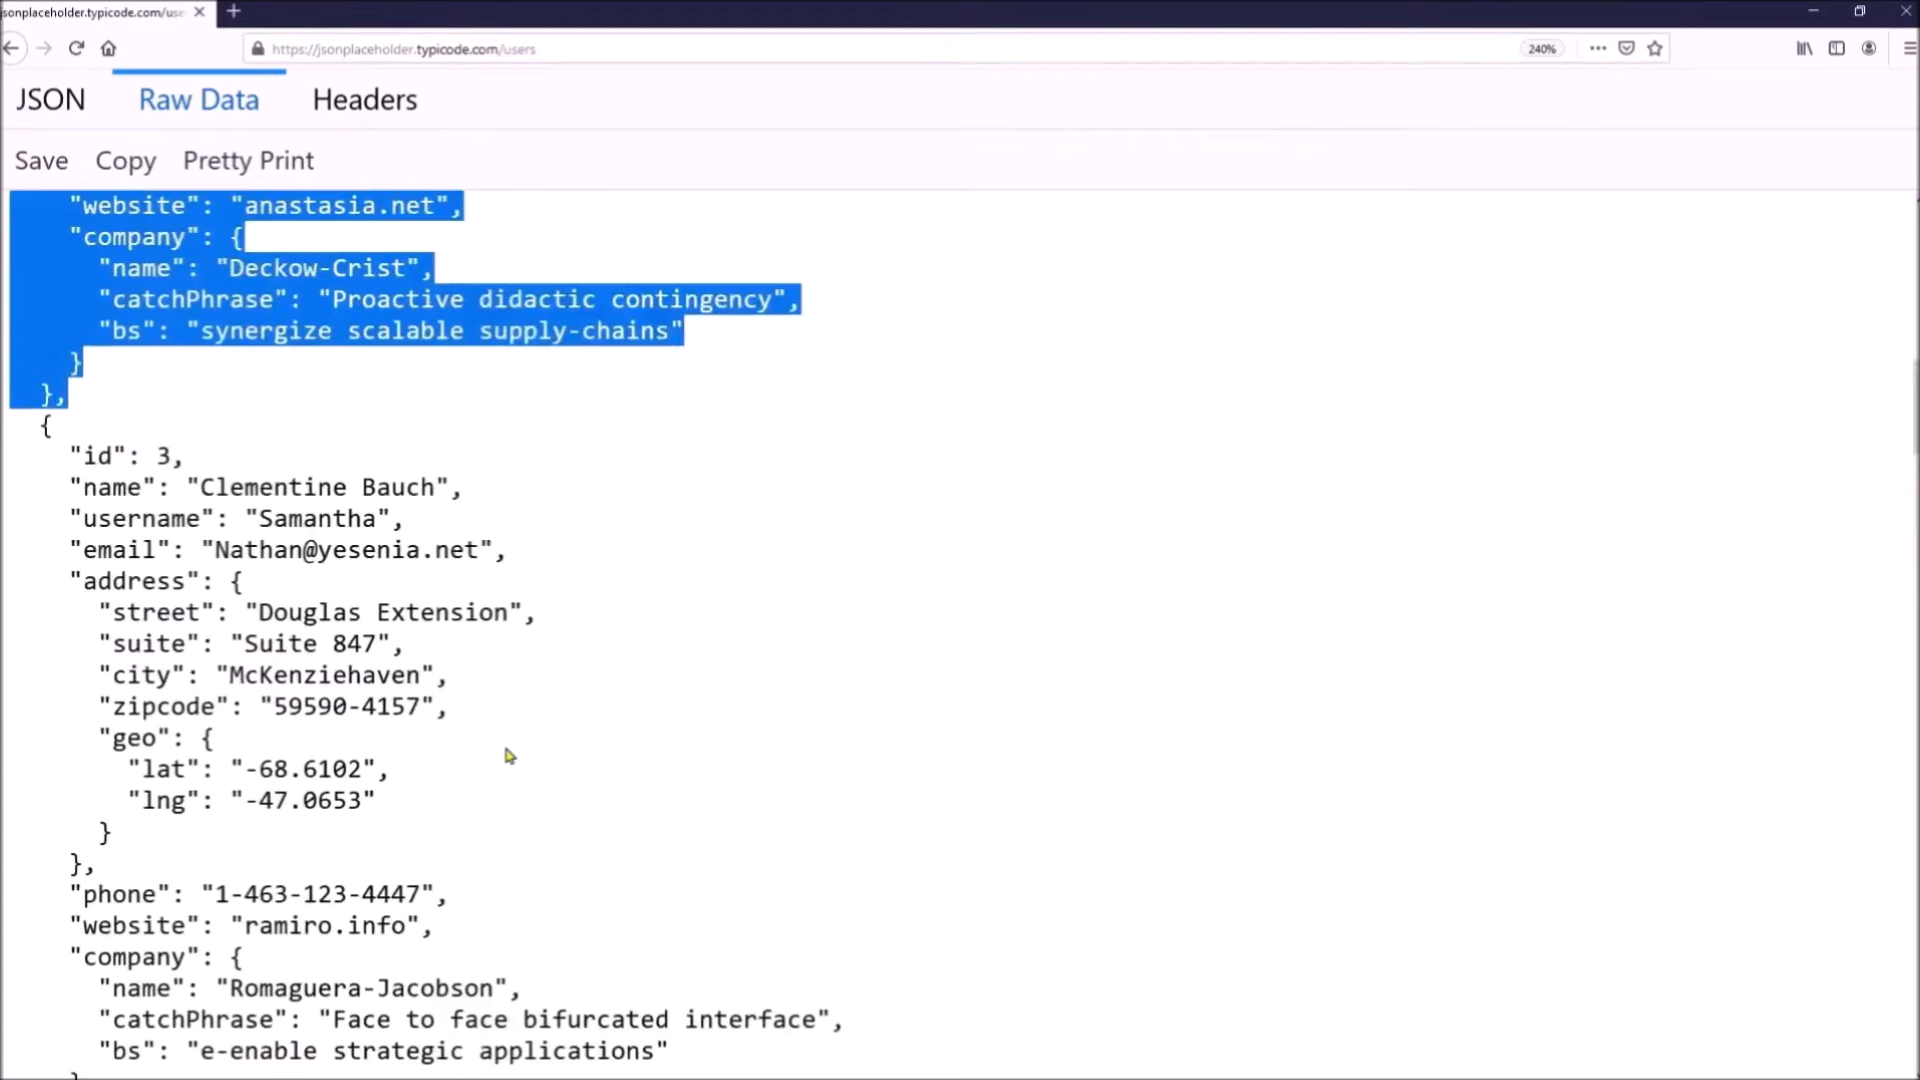 jsonplaceholder.typicode.com/use
https://jsonplaceholder.typicode.com/users
240%
JSON Raw Data Headers
Save Copy Pretty Print
"website": "anastasia.net",
"company": {
"name": "Deckow-Crist",
"catchPhrase": "Proactive didactic contingency",
"bs": "synergize scalable supply-chains"
}
},
{
"id": 3,
"name": "Clementine Bauch",
"username": "Samantha",
"email": "Nathan@yesenia.net",
"address": {
"street": "Douglas Extension",
"suite": "Suite 847",
"city": "McKenziehaven",
"zipcode": "59590-4157",
"geo": {
"lat": "-68.6102",
"lng": "-47.0653"
}
},
"phone": "1-463-123-4447",
"website": "ramiro.info",
"company": {
"name": "Romaguera-Jacobson",
"catchPhrase": "Face to face bifurcated interface",
"bs": "e-enable strategic applications"
}